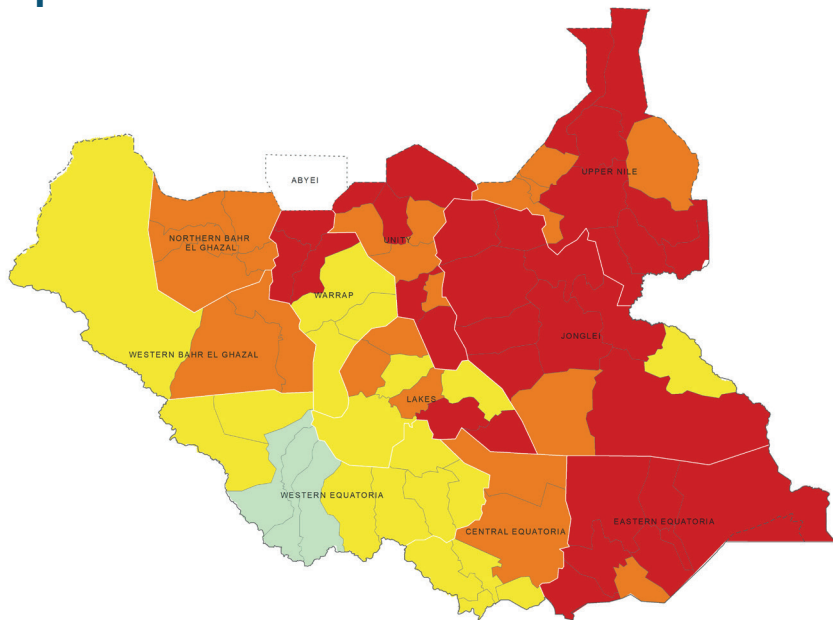 ABYEI
UPPER NILE
NORTHERN BAHR
EL GHAZAL
UNITY
WARRAP
JONGLEI
WESTERN BAHR EL GHAZAL
LAKES
WESTERN EQUATORIA
EASTERN EQUATORIA
CENTRAL EQUATORIA